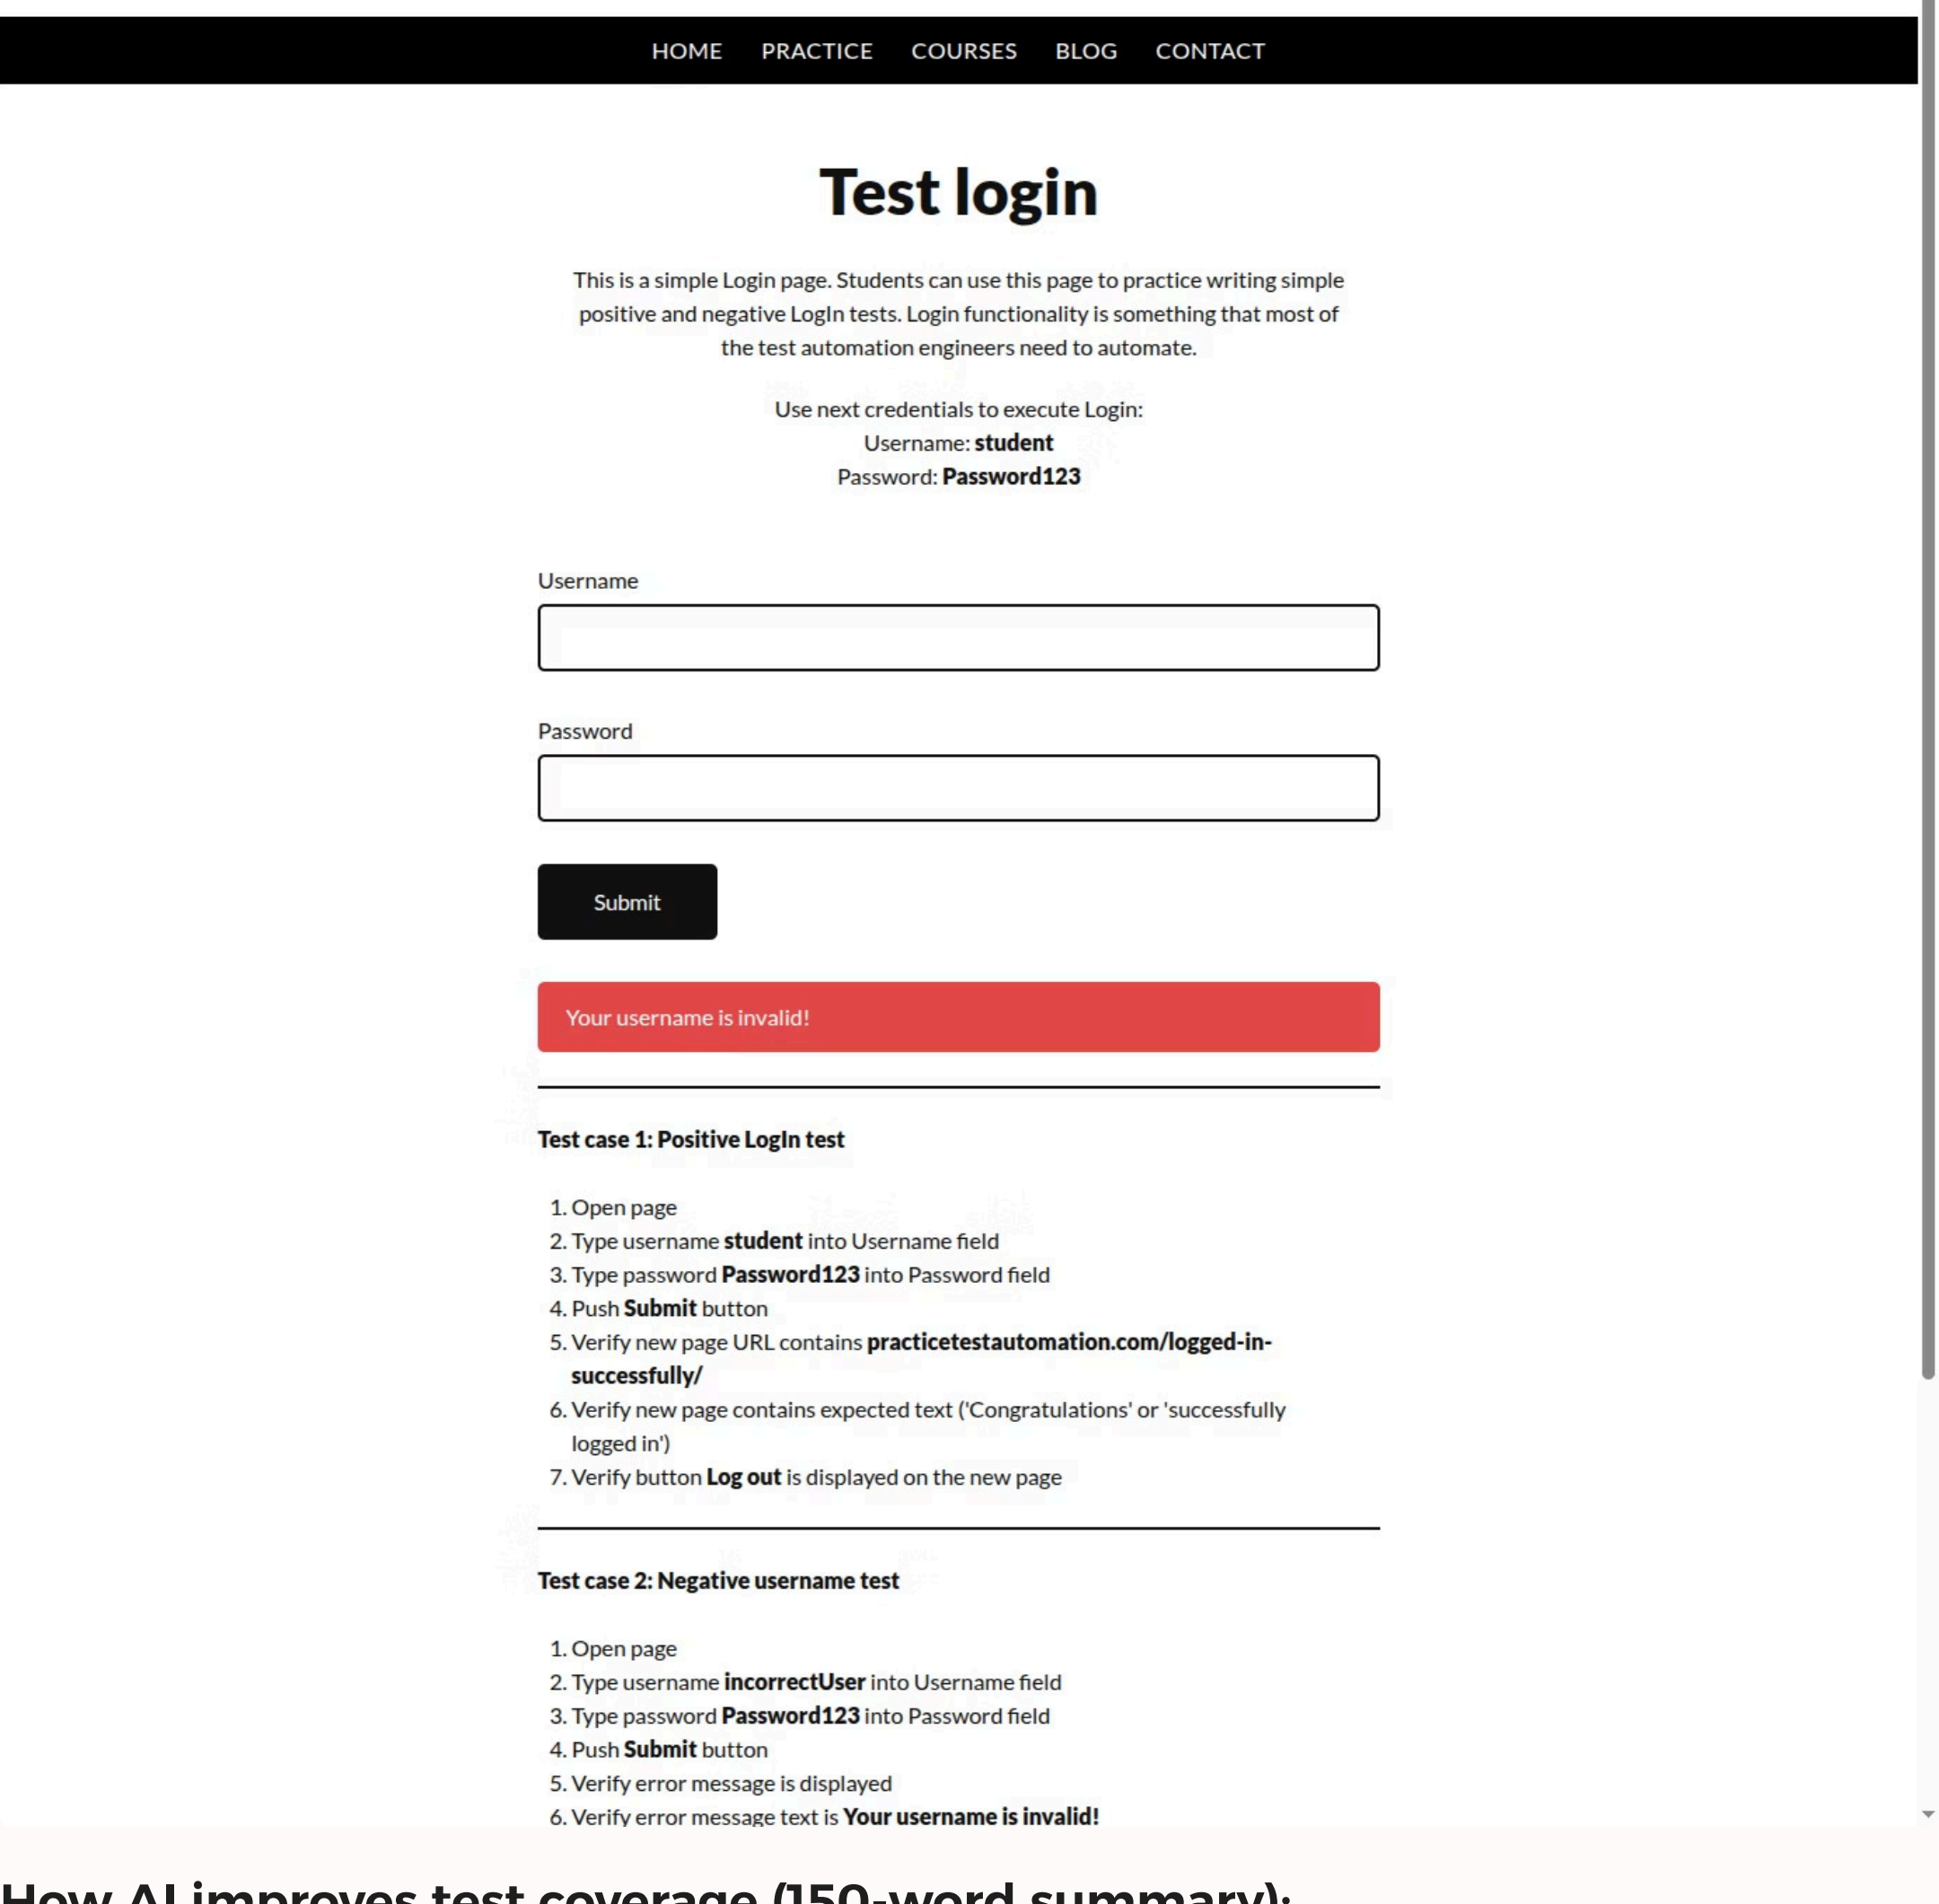 HOME PRACTICE COURSES BLOG CONTACT
Test login
This is a simple Login page. Students can use this page to practice writing simple
positive and negative LogIn tests. Login functionality is something that most of
the test automation engineers need to automate.
Use next credentials to execute Login:
Username: student
Password: Password123
Username
Password
Submit
Your username is invalid!
Test case 1: Positive LogIn test
1. Open page
2. Type username student into Username field
3. Type password Password123 into Password field
4. Push Submit button
5. Verify new page URL contains practicetestautomation.com/logged-in-
successfully/
6. Verify new page contains expected text ('Congratulations' or 'successfully
logged in')
7. Verify button Log out is displayed on the new page
Test case 2: Negative username test
1. Open page
2. Type username incorrectUser into Username field
3. Type password Password123 into Password field
4. Push Submit button
5. Verify error message is displayed
6. Verify error message text is Your username is invalid!
How AI improves test coverage (150-word summary):